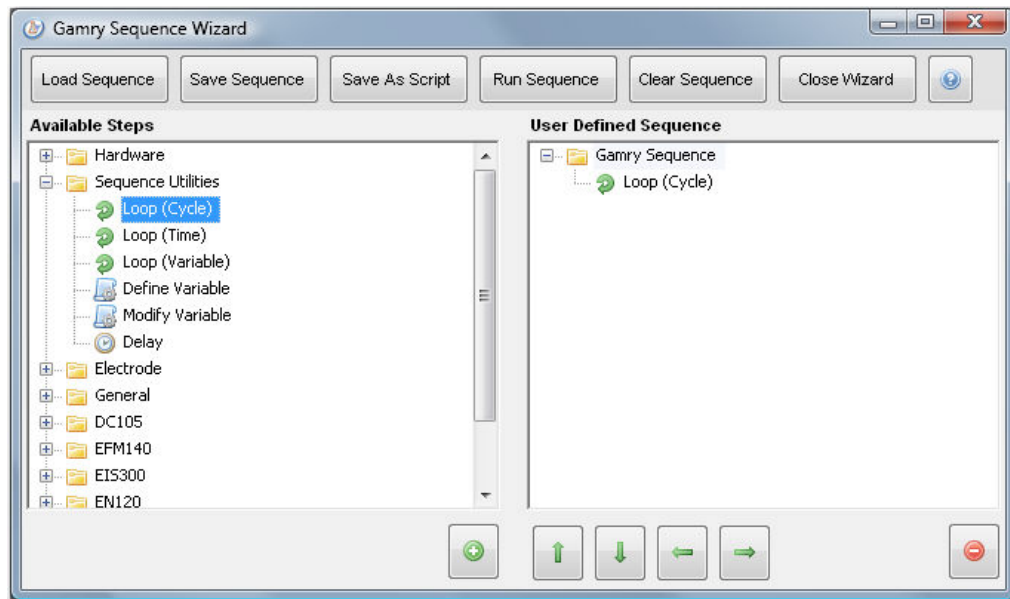 Gamry Sequence Wizard
Load Sequence
Save Sequence
Save As Script
Run Sequence
Clear Sequence
Close Wizard
Available Steps
Hardware
Sequence Utilities
Loop (Cycle)
Loop (Time)
Loop (Variable)
Define Variable
Modify Variable
Delay
Electrode
General
DC105
EFM140
EIS300
EN120
User Defined Sequence
Gamry Sequence
Loop (Cycle)